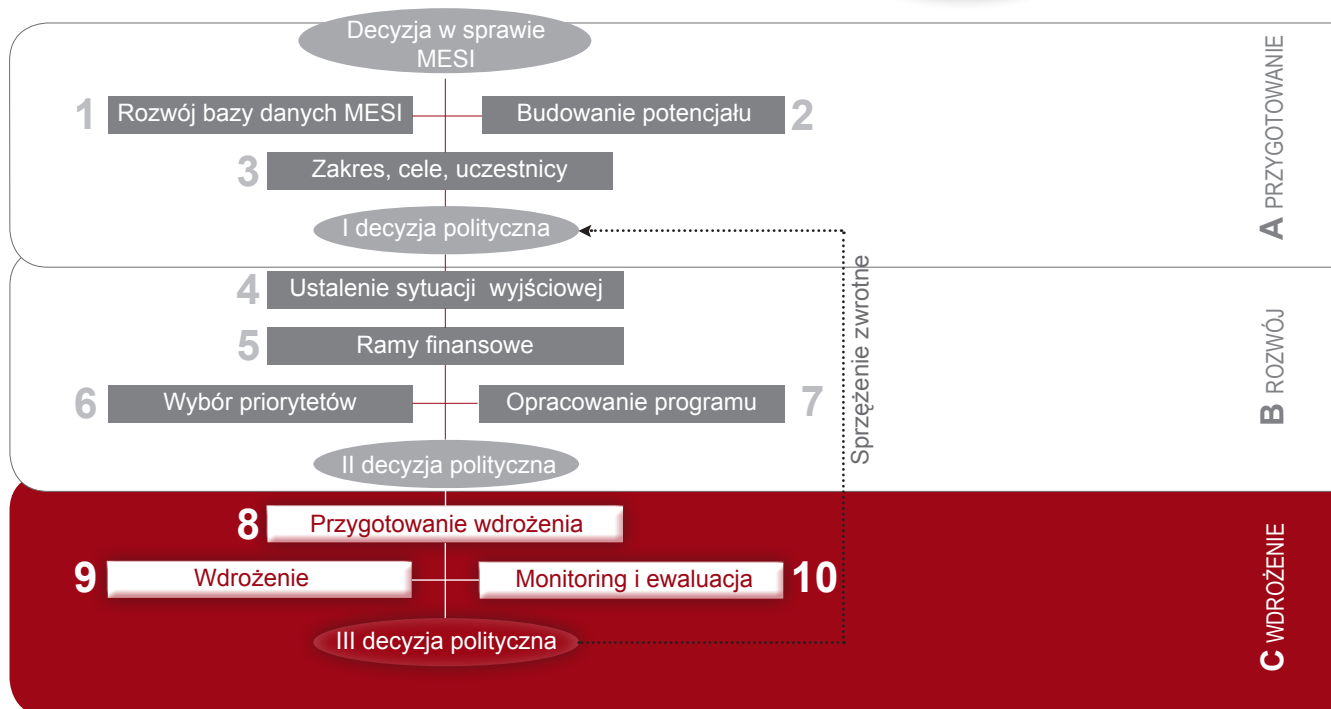 Decyzja w sprawie
MESI
1 Rozwój bazy danych MESI
Budowanie potencjału 2
3 Zakres, cele, uczestnicy
I decyzja polityczna
A PRZYGOTOWANIE
4 Ustalenie sytuacji wyjściowej
5 Ramy finansowe
6 Wybór priorytetów
Opracowanie programu 7
II decyzja polityczna
Sprzężenie zwrotne
B ROZWÓJ
8 Przygotowanie wdrożenia
9 Wdrożenie
Monitoring i ewaluacja 10
III decyzja polityczna
C WDROŻENIE